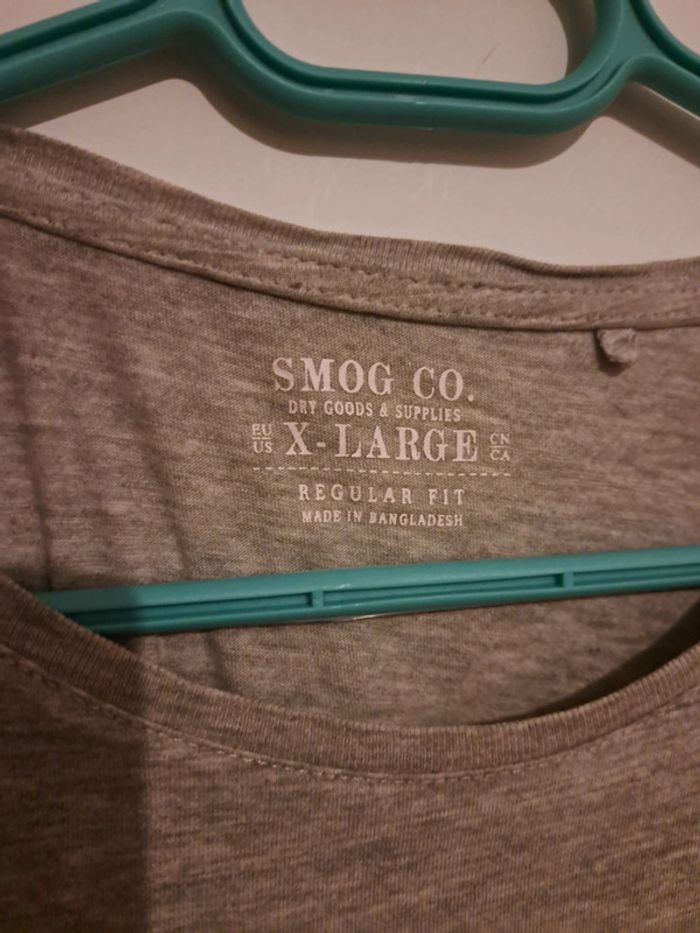 SMOG CO.
DRY GOODS & SUPPLIES
EU US X-LARGE CN CA
REGULAR FIT
MADE IN BANGLADESH